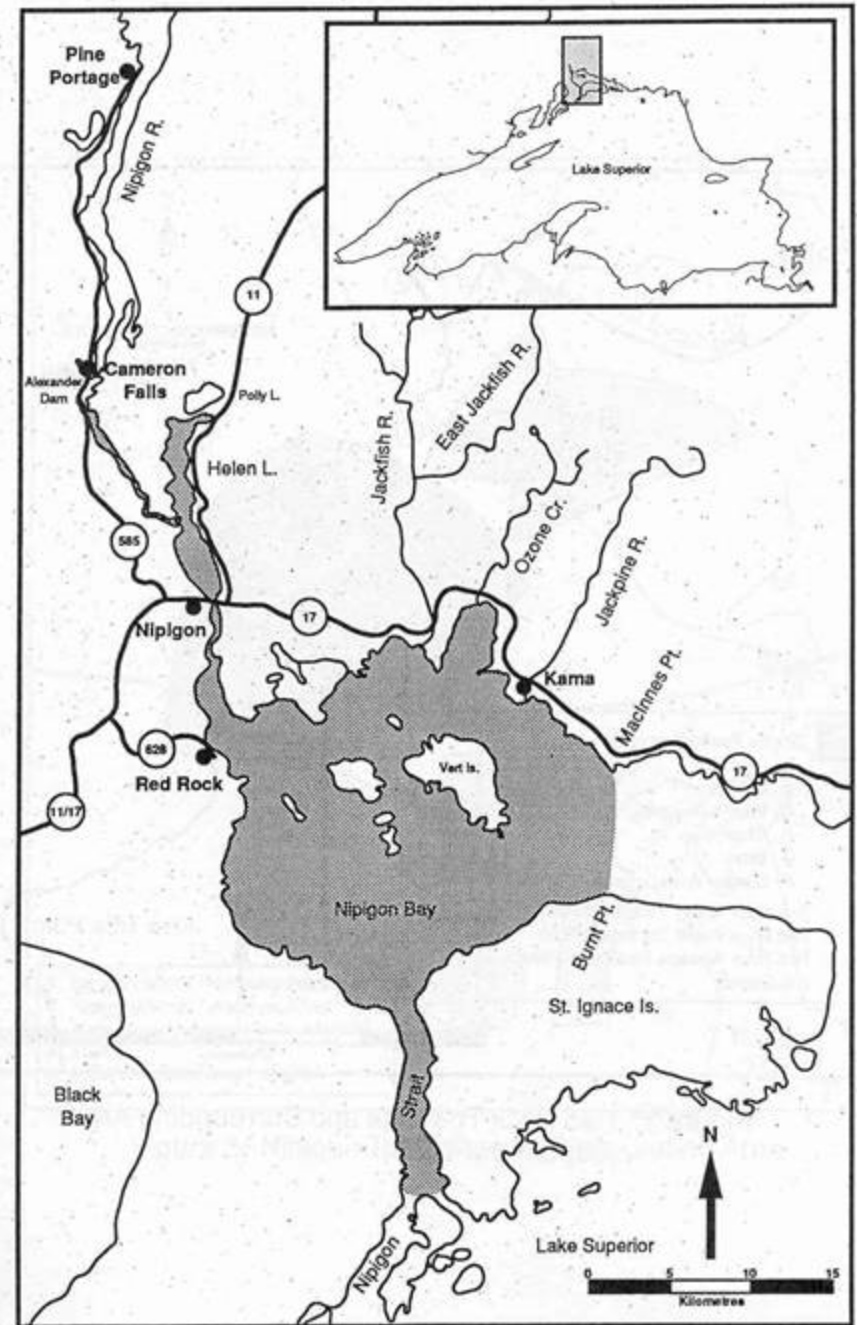 Pine
Portage
Nipigon R.
Lake Superior
11
Cameron
Falls
Alexander
Dam
Polly L.
Helen L.
Jackfish R.
East Jackfish R.
Ozone Cr.
Jackpine R.
585
Nipigon
17
Kama
MacInnes Pt.
628
Red Rock
Vert Is.
17
11/17
Nipigon Bay
Burnt Pt.
St. Ignace Is.
Black
Bay
Strait
N
Nipigon
Lake Superior
0 5 10 15
Kilometres